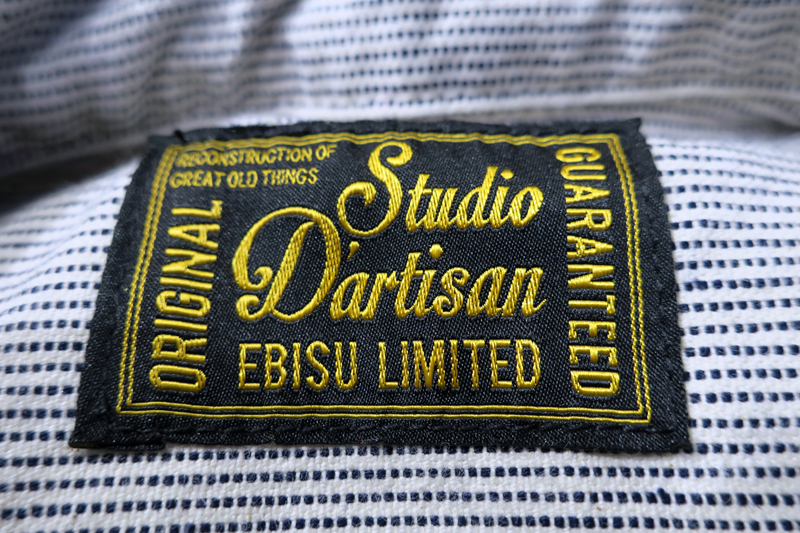 RECONSTRUCTION OF
GREAT OLD THINGS
Studio
D'artisan
EBISU LIMITED
ORIGINAL
GUARANTEED